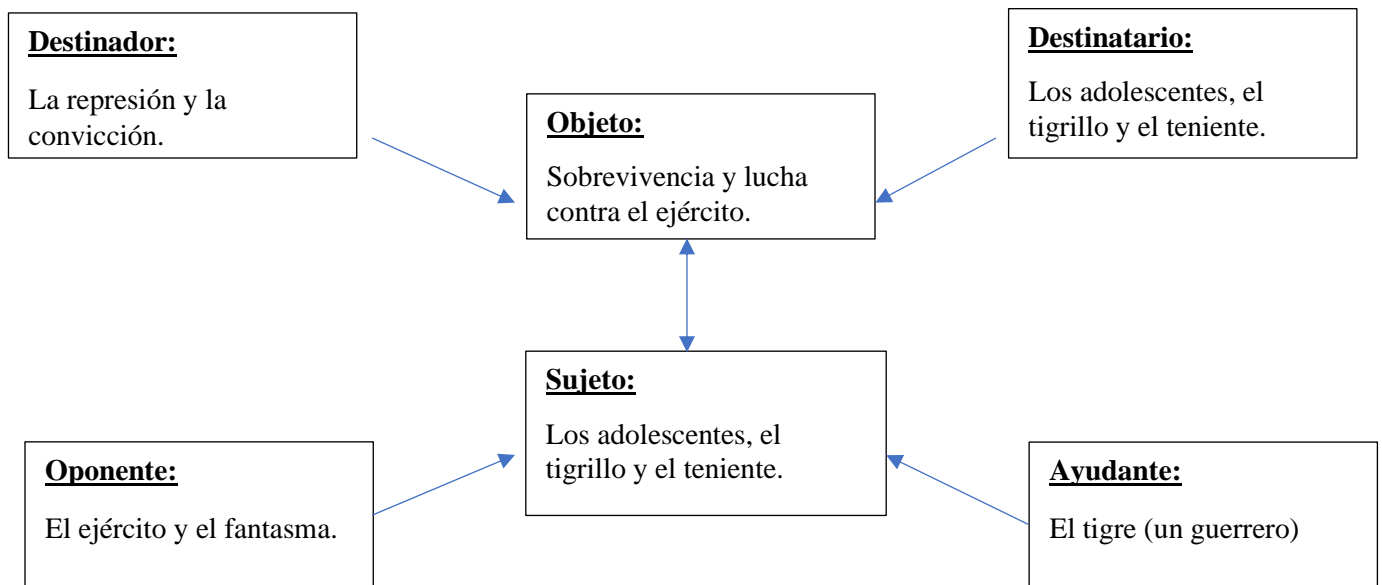 Destinador:
La represión y la
convicción.
Destinatario:
Los adolescentes, el
tigrillo y el teniente.
Objeto:
Sobrevivencia y lucha
contra el ejército.
Sujeto:
Los adolescentes, el
tigrillo y el teniente.
Oponente:
El ejército y el fantasma.
Ayudante:
El tigre (un guerrero)